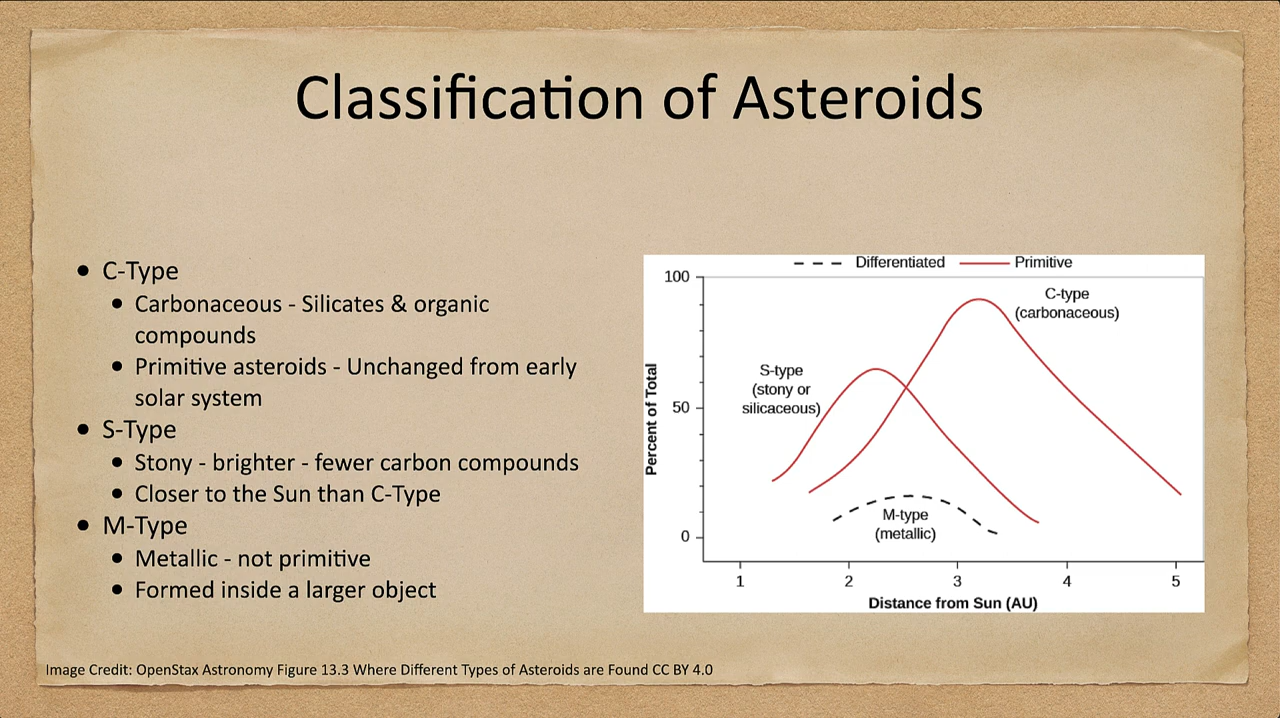 Classification of Asteroids
• C-Type
• Carbonaceous - Silicates & organic
compounds
• Primitive asteroids - Unchanged from early
solar system
• S-Type
• Stony - brighter - fewer carbon compounds
• Closer to the Sun than C-Type
• M-Type
• Metallic - not primitive
• Formed inside a larger object
Differentiated Primitive
100
50
0
Percent of Total
C-type
(carbonaceous)
S-type
(stony or
silicaceous)
M-type
(metallic)
1 2 3 4 5
Distance from Sun (AU)
Image Credit: OpenStax Astronomy Figure 13.3 Where Different Types of Asteroids are Found CC BY 4.0